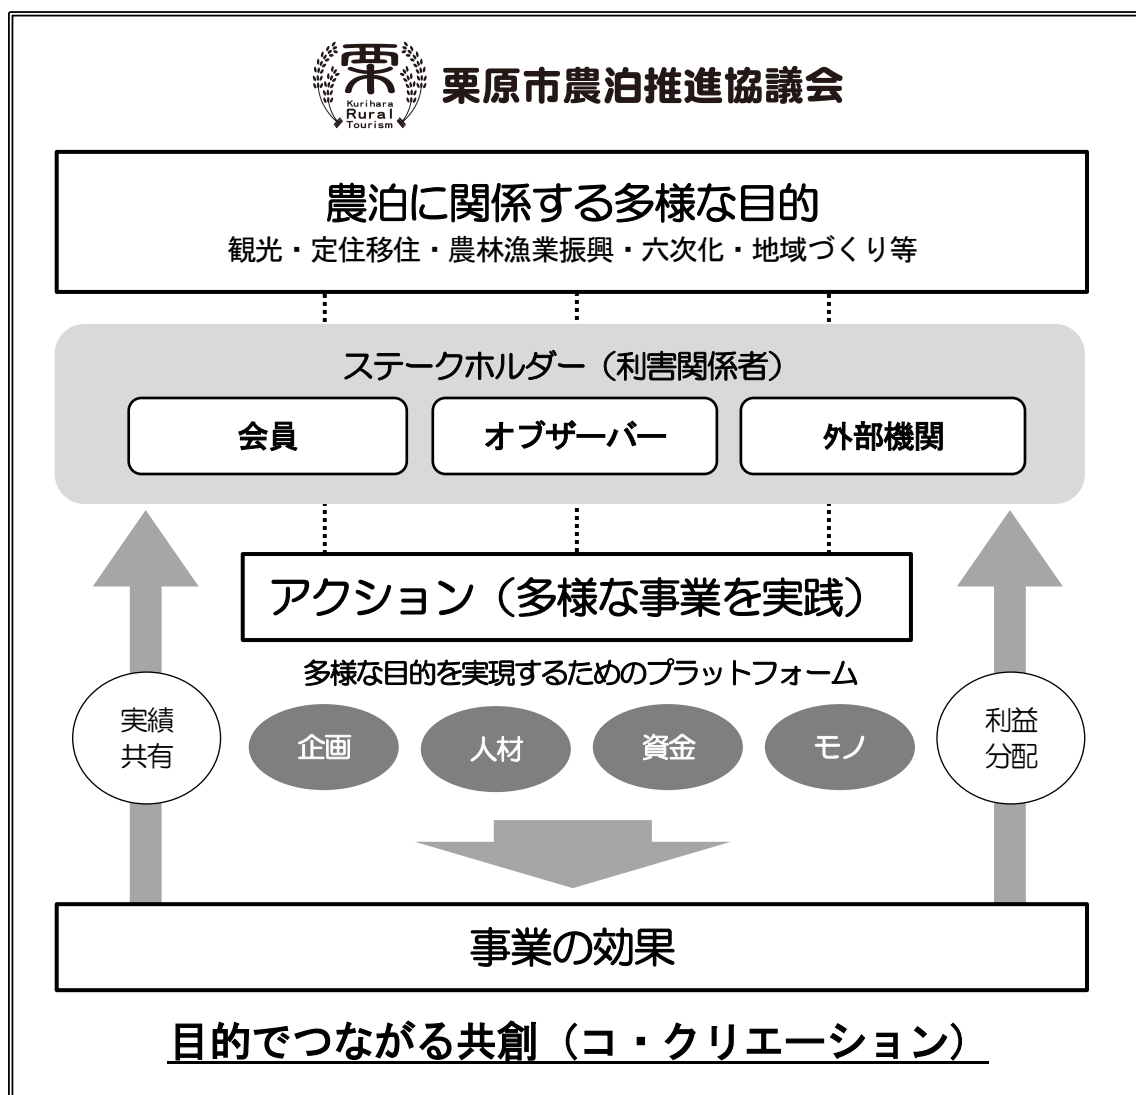 栗
Kurihara
Rural
Tourism
栗原市農泊推進協議会
農泊に関係する多様な目的
観光・定住移住・農林漁業振興・六次化・地域づくり等
ステークホルダー（利害関係者）
会員
オブザーバー
外部機関
アクション（多様な事業を実践）
多様な目的を実現するためのプラットフォーム
実績
共有
企画
人材
資金
モノ
利益
分配
事業の効果
目的でつながる共創（コ・クリエーション）